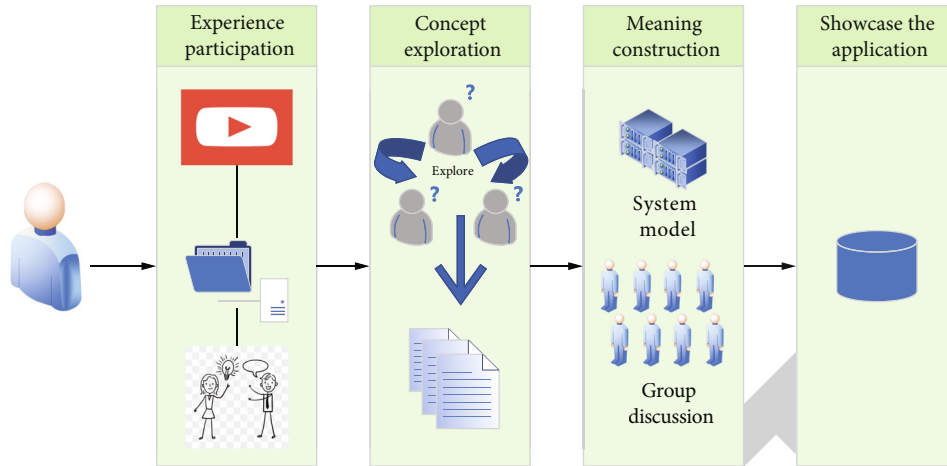 Experience
participation
Concept
exploration
Meaning
construction
Showcase the
application
?
Explore
?
?
System
model
Group
discussion